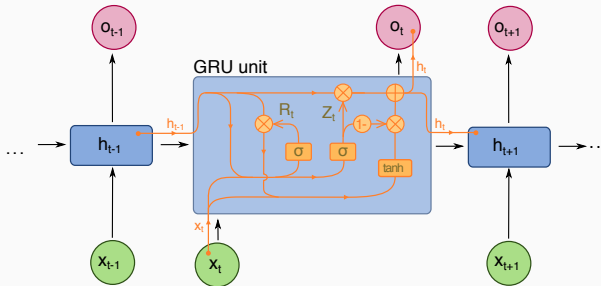 o_{t-1}
o_t
o_{t+1}
GRU unit
h_t
R_t
Z_t
h_{t-1}
1-
h_t
...
h_{t-1}
σ
σ
h_{t+1}
...
tanh
x_t
x_{t-1}
x_t
x_{t+1}